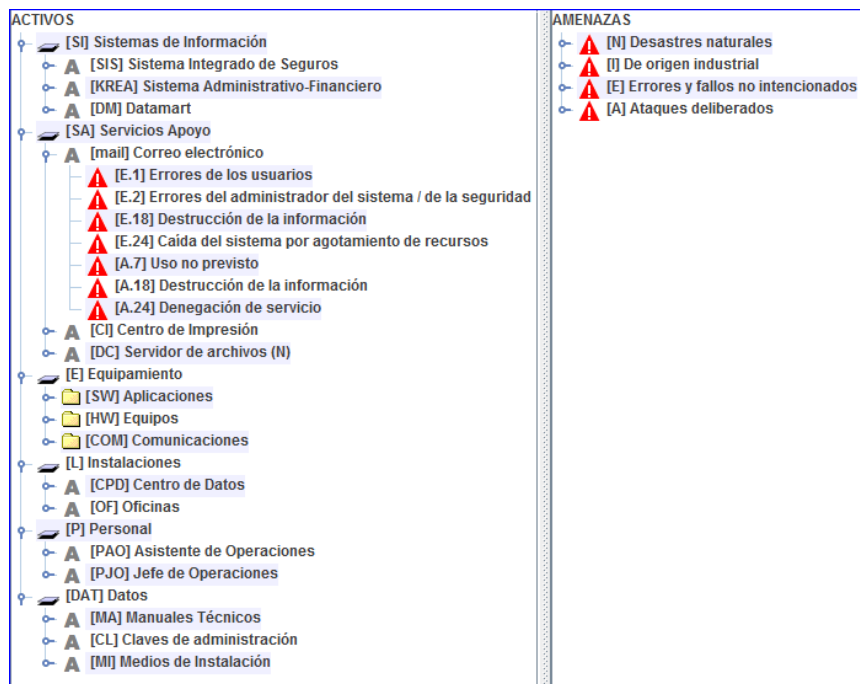 ACTIVOS
[SI] Sistemas de Información
[SIS] Sistema Integrado de Seguros
[KREA] Sistema Administrativo-Financiero
[DM] Datamart
[SA] Servicios Apoyo
[mail] Correo electrónico
[E.1] Errores de los usuarios
[E.2] Errores del administrador del sistema / de la seguridad
[E.18] Destrucción de la información
[E.24] Caída del sistema por agotamiento de recursos
[A.7] Uso no previsto
[A.18] Destrucción de la información
[A.24] Denegación de servicio
[CI] Centro de Impresión
[DC] Servidor de archivos (N)
[E] Equipamiento
[SW] Aplicaciones
[HW] Equipos
[COM] Comunicaciones
[L] Instalaciones
[CPD] Centro de Datos
[OF] Oficinas
[P] Personal
[PAO] Asistente de Operaciones
[PJO] Jefe de Operaciones
[DAT] Datos
[MA] Manuales Técnicos
[CL] Claves de administración
[MI] Medios de Instalación
AMENAZAS
[N] Desastres naturales
[I] De origen industrial
[E] Errores y fallos no intencionados
[A] Ataques deliberados